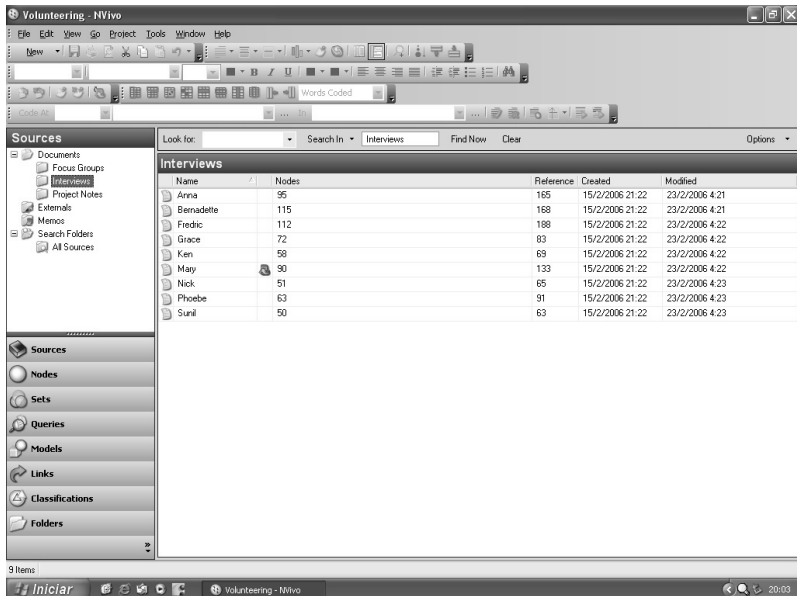 Volunteering - NVivo
File Edit View Go Project Tools Window Help
New
Words Coded
Code At In
Sources
Look for: Search In Interviews Find Now Clear Options
Documents
Focus Groups
Interviews
Project Notes
Externals
Memos
Search Folders
All Sources
Interviews
Name Nodes Reference Created Modified
Anna 95 165 15/2/2006 21:22 23/2/2006 4:21
Bernadette 115 168 15/2/2006 21:22 23/2/2006 4:21
Fredric 112 188 15/2/2006 21:22 23/2/2006 4:22
Grace 72 83 15/2/2006 21:22 23/2/2006 4:22
Ken 58 69 15/2/2006 21:22 23/2/2006 4:22
Mary 90 133 15/2/2006 21:22 23/2/2006 4:22
Nick 51 65 15/2/2006 21:22 23/2/2006 4:23
Phoebe 63 91 15/2/2006 21:22 23/2/2006 4:23
Sunil 50 63 15/2/2006 21:22 23/2/2006 4:23
Sources
Nodes
Sets
Queries
Models
Links
Classifications
Folders
9 Items
Iniciar Volunteering - NVivo 20:03